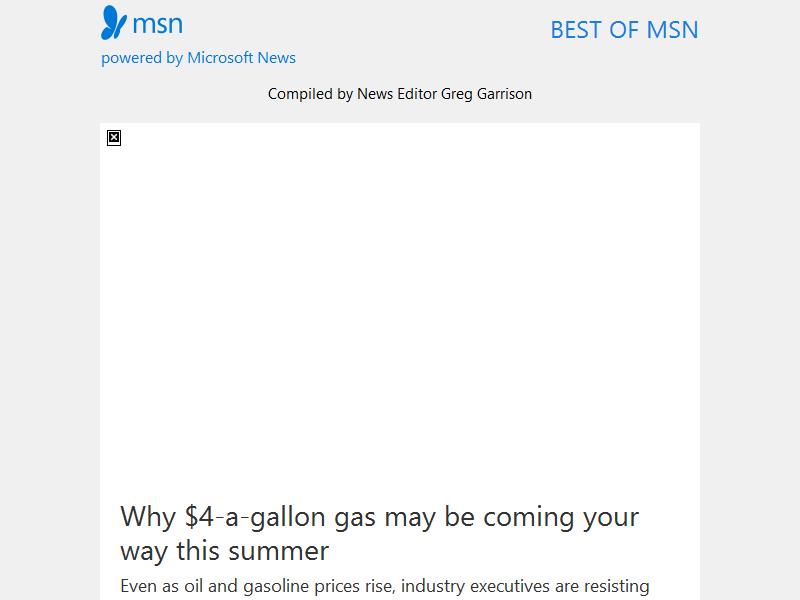 msn
BEST OF MSN
powered by Microsoft News
Compiled by News Editor Greg Garrison
Why $4-a-gallon gas may be coming your
way this summer
Even as oil and gasoline prices rise, industry executives are resisting